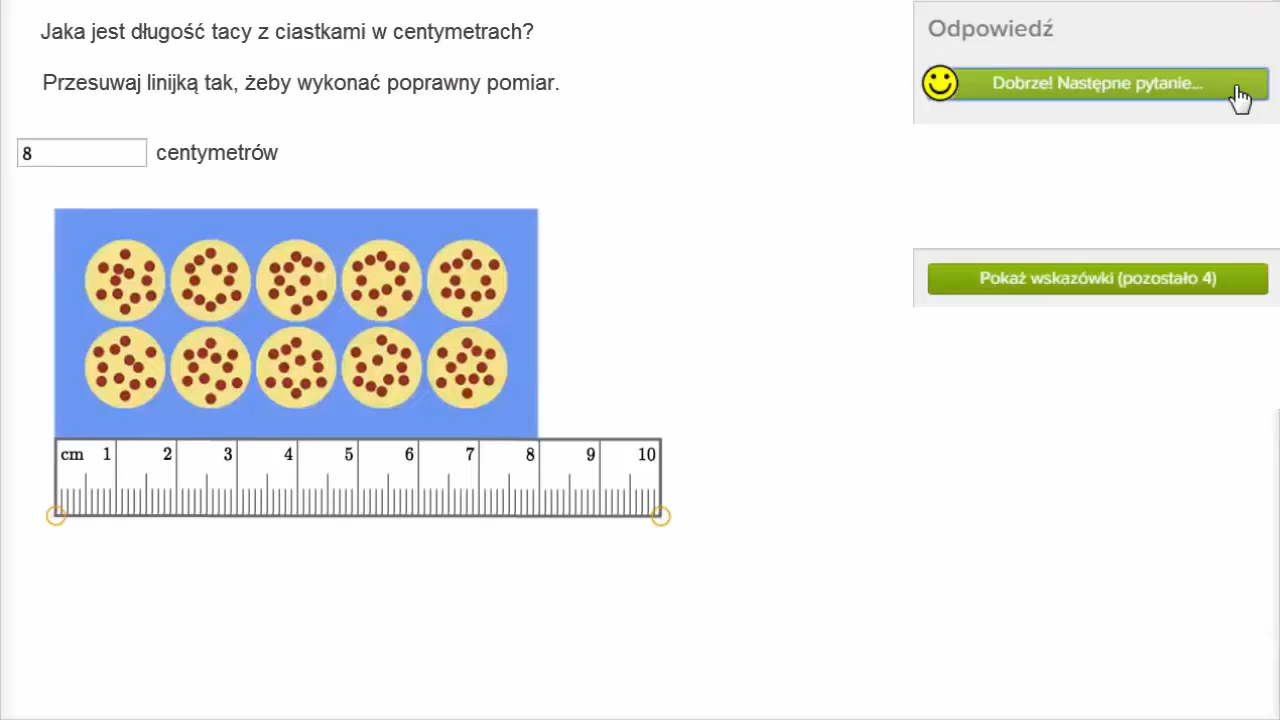 Jaka jest długość tacy z ciastkami w centymetrach?
Przesuwaj linijką tak, żeby wykonać poprawny pomiar.
8 centymetrów
cm 1 2 3 4 5 6 7 8 9 10
Odpowiedź
Dobrze! Następne pytanie...
Pokaż wskazówki (pozostało 4)